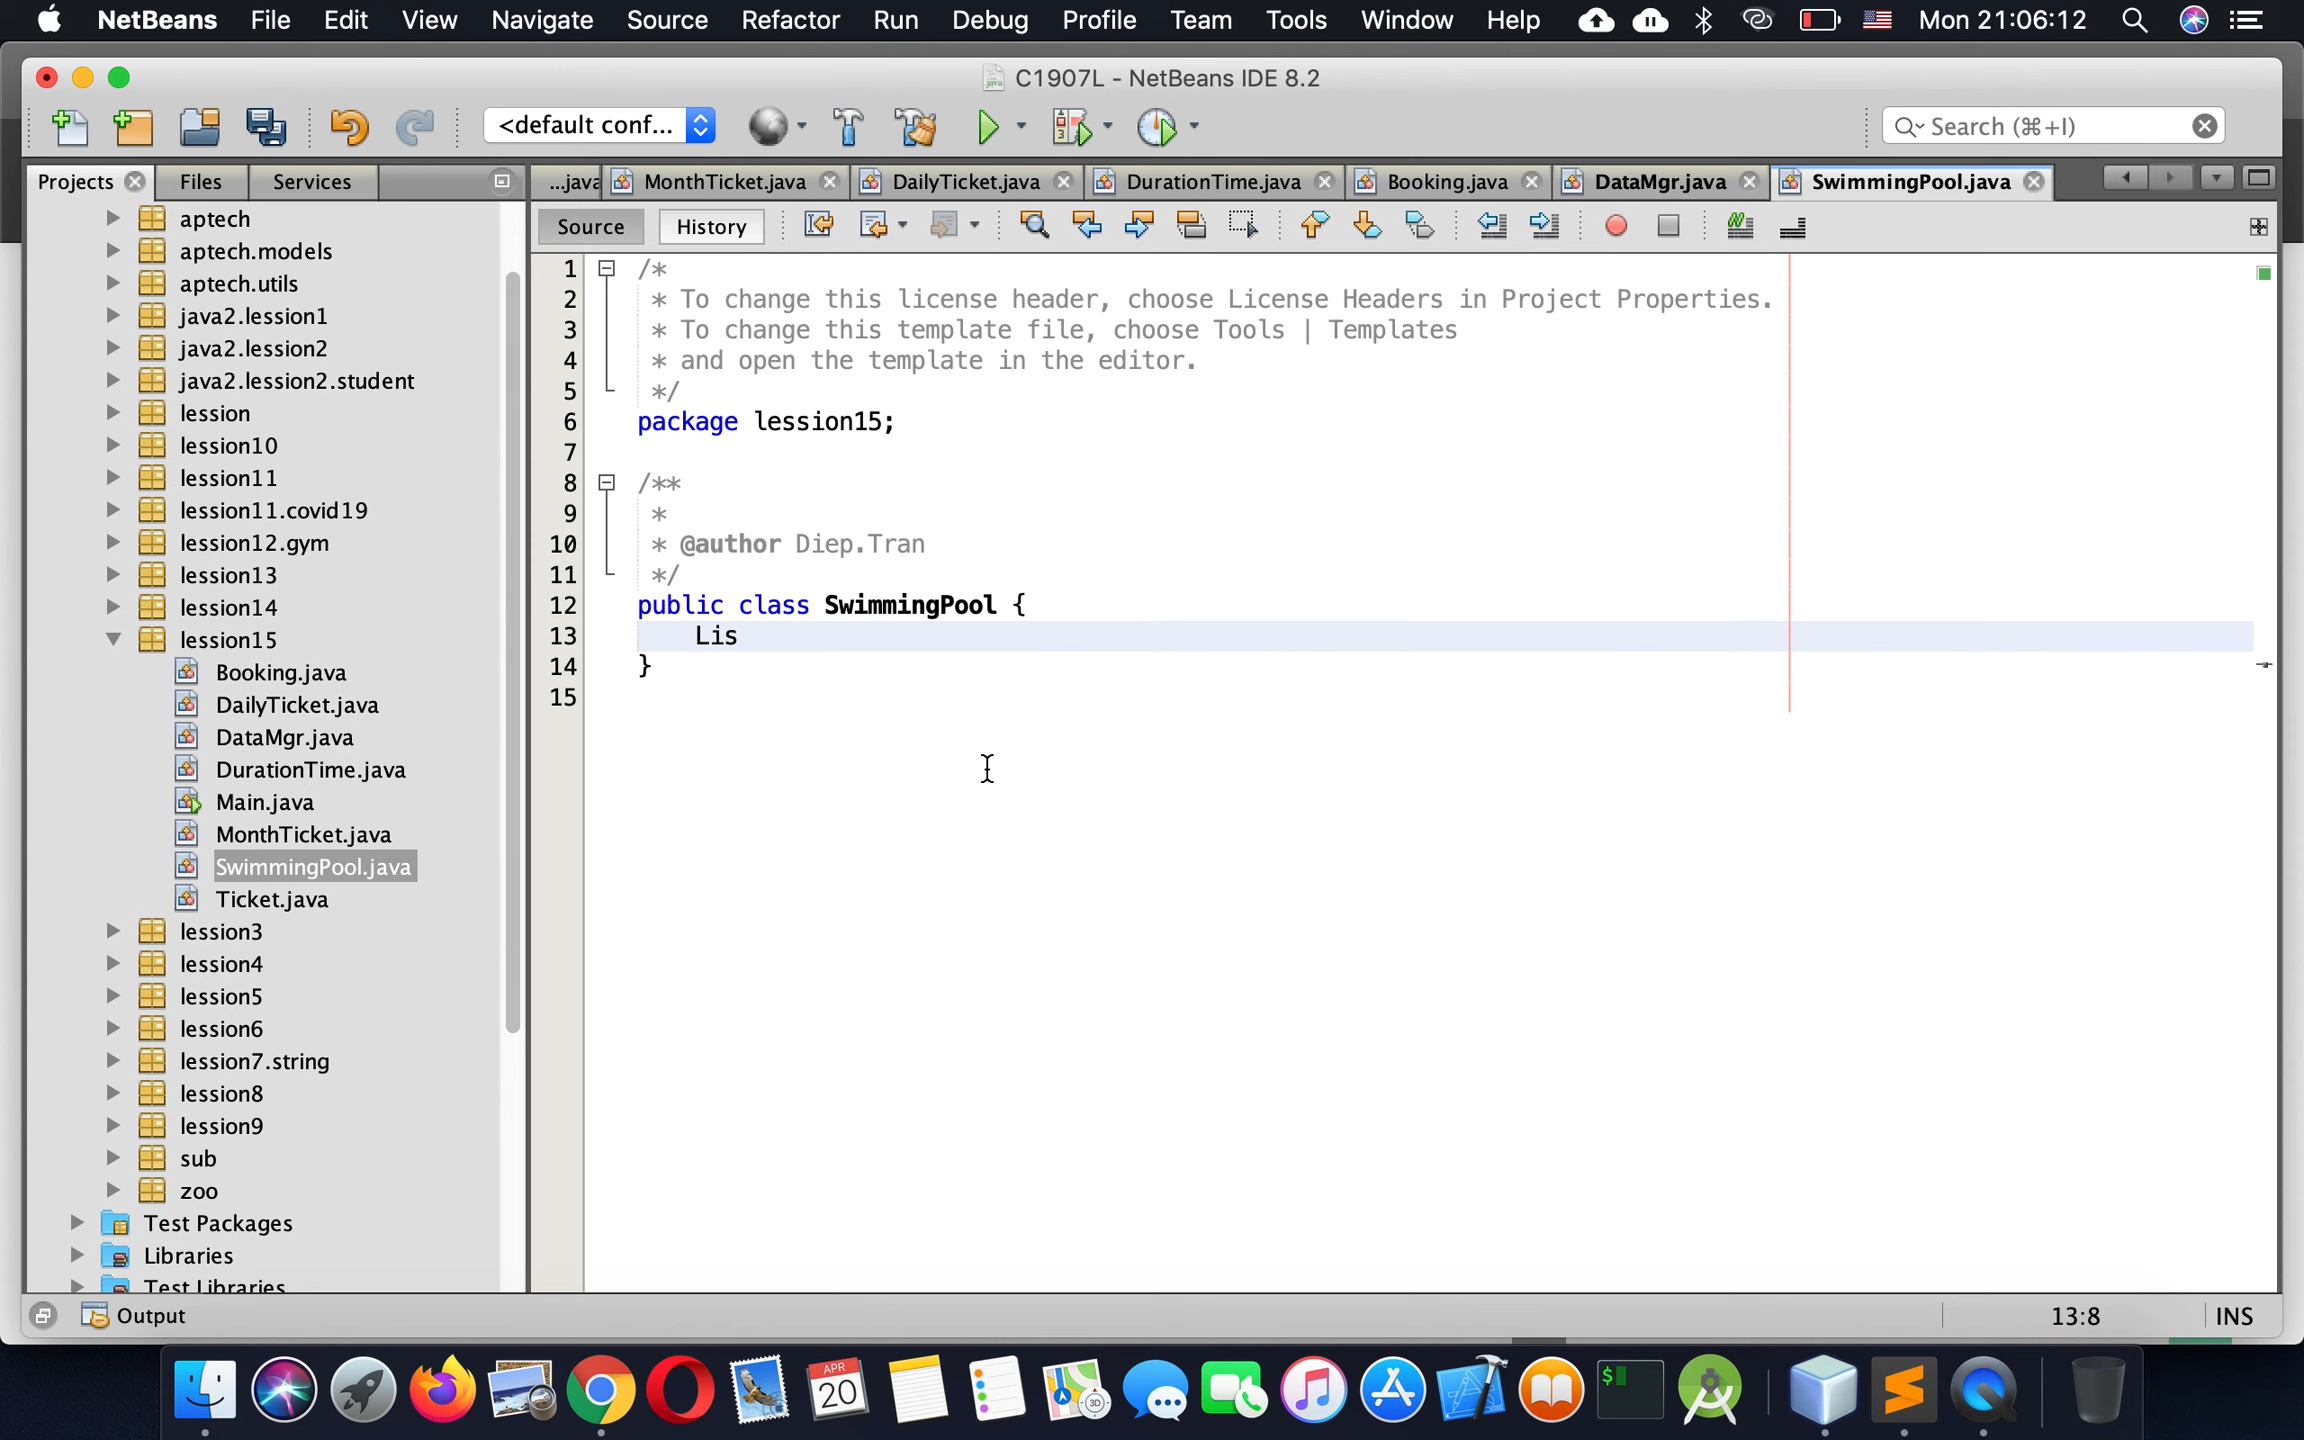 NetBeans File Edit View Navigate Source Refactor Run Debug Profile Team Tools Window Help Mon 21:06:12
C1907L - NetBeans IDE 8.2
<default conf... Search (⌘+I)
Projects Files Services
...java MonthTicket.java DailyTicket.java DurationTime.java Booking.java DataMgr.java SwimmingPool.java
Source History
aptech
aptech.models
aptech.utils
java2.lession1
java2.lession2
java2.lession2.student
lession
lession10
lession11
lession11.covid19
lession12.gym
lession13
lession14
lession15
Booking.java
DailyTicket.java
DataMgr.java
DurationTime.java
Main.java
MonthTicket.java
SwimmingPool.java
Ticket.java
lession3
lession4
lession5
lession6
lession7.string
lession8
lession9
sub
zoo
Test Packages
Libraries
Test Libraries
1 /*
2 * To change this license header, choose License Headers in Project Properties.
3 * To change this template file, choose Tools | Templates
4 * and open the template in the editor.
5 */
6 package lession15;
7
8 /**
9 *
10 * @author Diep.Tran
11 */
12 public class SwimmingPool {
13 Lis
14 }
15
Output 13:8 INS
APR
20
3D
$